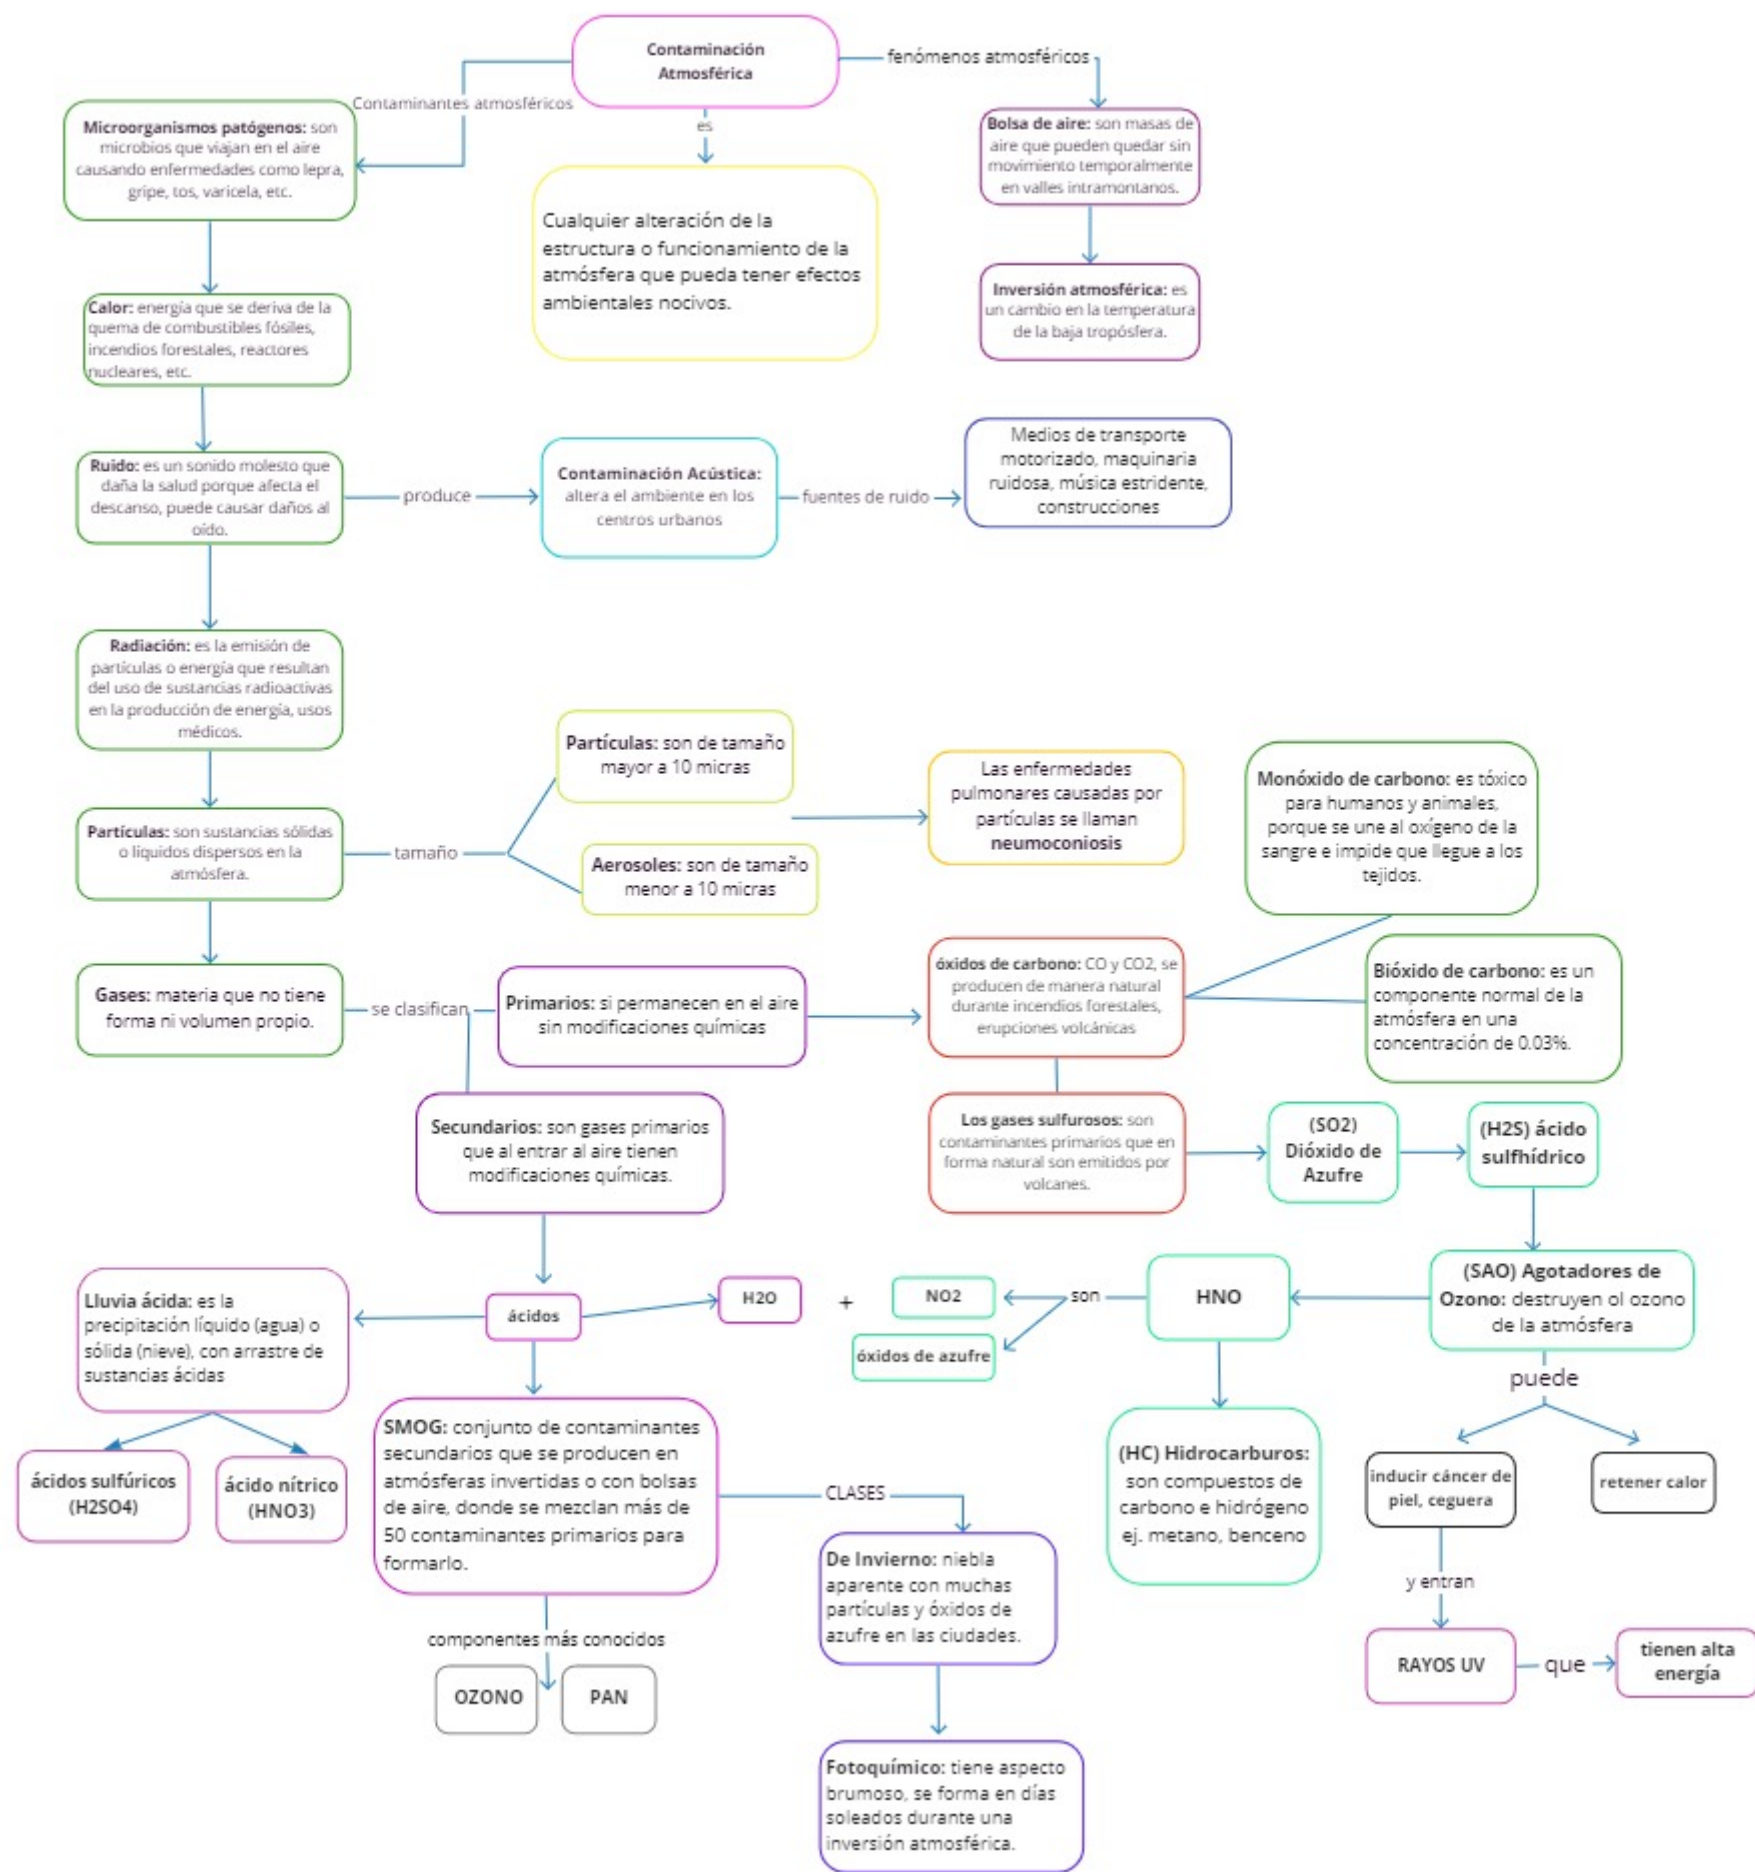 Contaminación
Atmosférica
fenómenos atmosféricos
Contaminantes atmosféricos
es
Microorganismos patógenos: son
microbios que viajan en el aire
causando enfermedades como lepra,
gripe, tos, varicela, etc.
Cualquier alteración de la
estructura o funcionamiento de la
atmósfera que pueda tener efectos
ambientales nocivos.
Bolsa de aire: son masas de
aire que pueden quedar sin
movimiento temporalmente
en valles intramontanos.
Inversión atmosférica: es
un cambio en la temperatura
de la baja tropósfera.
Calor: energía que se deriva de la
quema de combustibles fósiles,
incendios forestales, reactores
nucleares, etc.
Ruido: es un sonido molesto que
daña la salud porque afecta el
descanso, puede causar daños al
oído.
produce
Contaminación Acústica:
altera el ambiente en los
centros urbanos
fuentes de ruido
Medios de transporte
motorizado, maquinaria
ruidosa, música estridente,
construcciones
Radiación: es la emisión de
partículas o energía que resultan
del uso de sustancias radioactivas
en la producción de energía, usos
médicos.
Partículas: son sustancias sólidas
o líquidos dispersos en la
atmósfera.
tamaño
Partículas: son de tamaño
mayor a 10 micras
Aerosoles: son de tamaño
menor a 10 micras
Las enfermedades
pulmonares causadas por
partículas se llaman
neumoconiosis
Monóxido de carbono: es tóxico
para humanos y animales,
porque se une al oxígeno de la
sangre e impide que llegue a los
tejidos.
Gases: materia que no tiene
forma ni volumen propio.
se clasifican
Primarios: si permanecen en el aire
sin modificaciones químicas
óxidos de carbono: CO y CO2, se
producen de manera natural
durante incendios forestales,
erupciones volcánicas
Bióxido de carbono: es un
componente normal de la
atmósfera en una
concentración de 0.03%.
Secundarios: son gases primarios
que al entrar al aire tienen
modificaciones químicas.
Los gases sulfurosos: son
contaminantes primarios que en
forma natural son emitidos por
volcanes.
(SO2)
Dióxido de
Azufre
(H2S) ácido
sulfhídrico
Lluvia ácida: es la
precipitación líquido (agua) o
sólida (nieve), con arrastre de
sustancias ácidas
ácidos
H2O
+
NO2
óxidos de azufre
son
HNO
(SAO) Agotadores de
Ozono: destruyen ol ozono
de la atmósfera
puede
ácidos sulfúricos
(H2SO4)
ácido nítrico
(HNO3)
SMOG: conjunto de contaminantes
secundarios que se producen en
atmósferas invertidas o con bolsas
de aire, donde se mezclan más de
50 contaminantes primarios para
formarlo.
CLASES
(HC) Hidrocarburos:
son compuestos de
carbono e hidrógeno
ej. metano, benceno
inducir cáncer de
piel, ceguera
retener calor
De Invierno: niebla
aparente con muchas
partículas y óxidos de
azufre en las ciudades.
y entran
componentes más conocidos
OZONO
PAN
RAYOS UV
que
tienen alta
energía
Fotoquímico: tiene aspecto
brumoso, se forma en días
soleados durante una
inversión atmosférica.